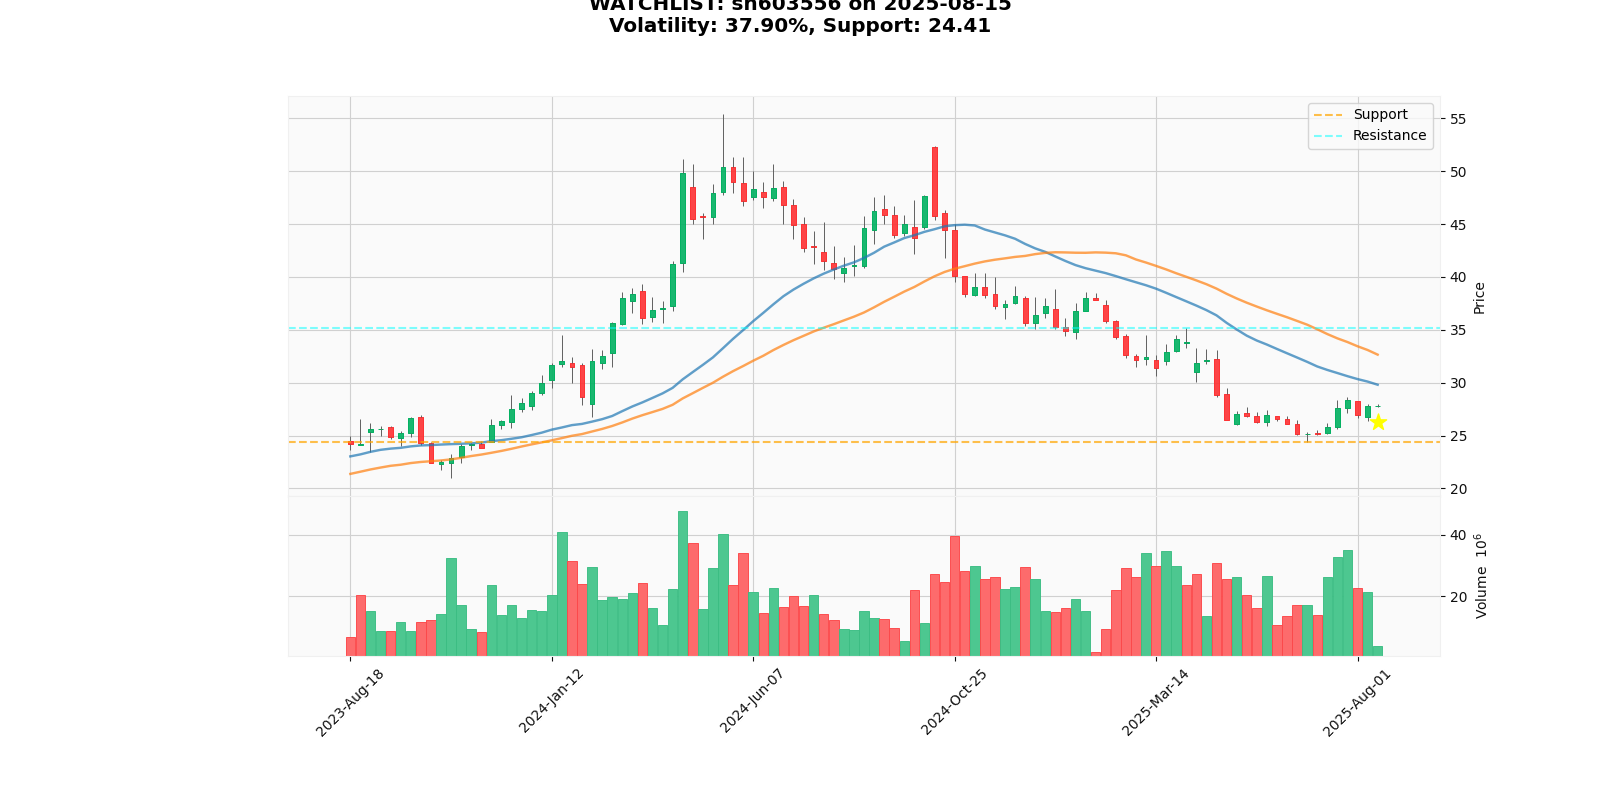 WATCHLIST: sh603556 on 2025-08-15
Volatility: 37.90%, Support: 24.41
Support
Resistance
55
50
45
40
35
30
25
20
Price
40
20
Volume 10⁶
2023-Aug-18
2024-Jan-12
2024-Jun-07
2024-Oct-25
2025-Mar-14
2025-Aug-01